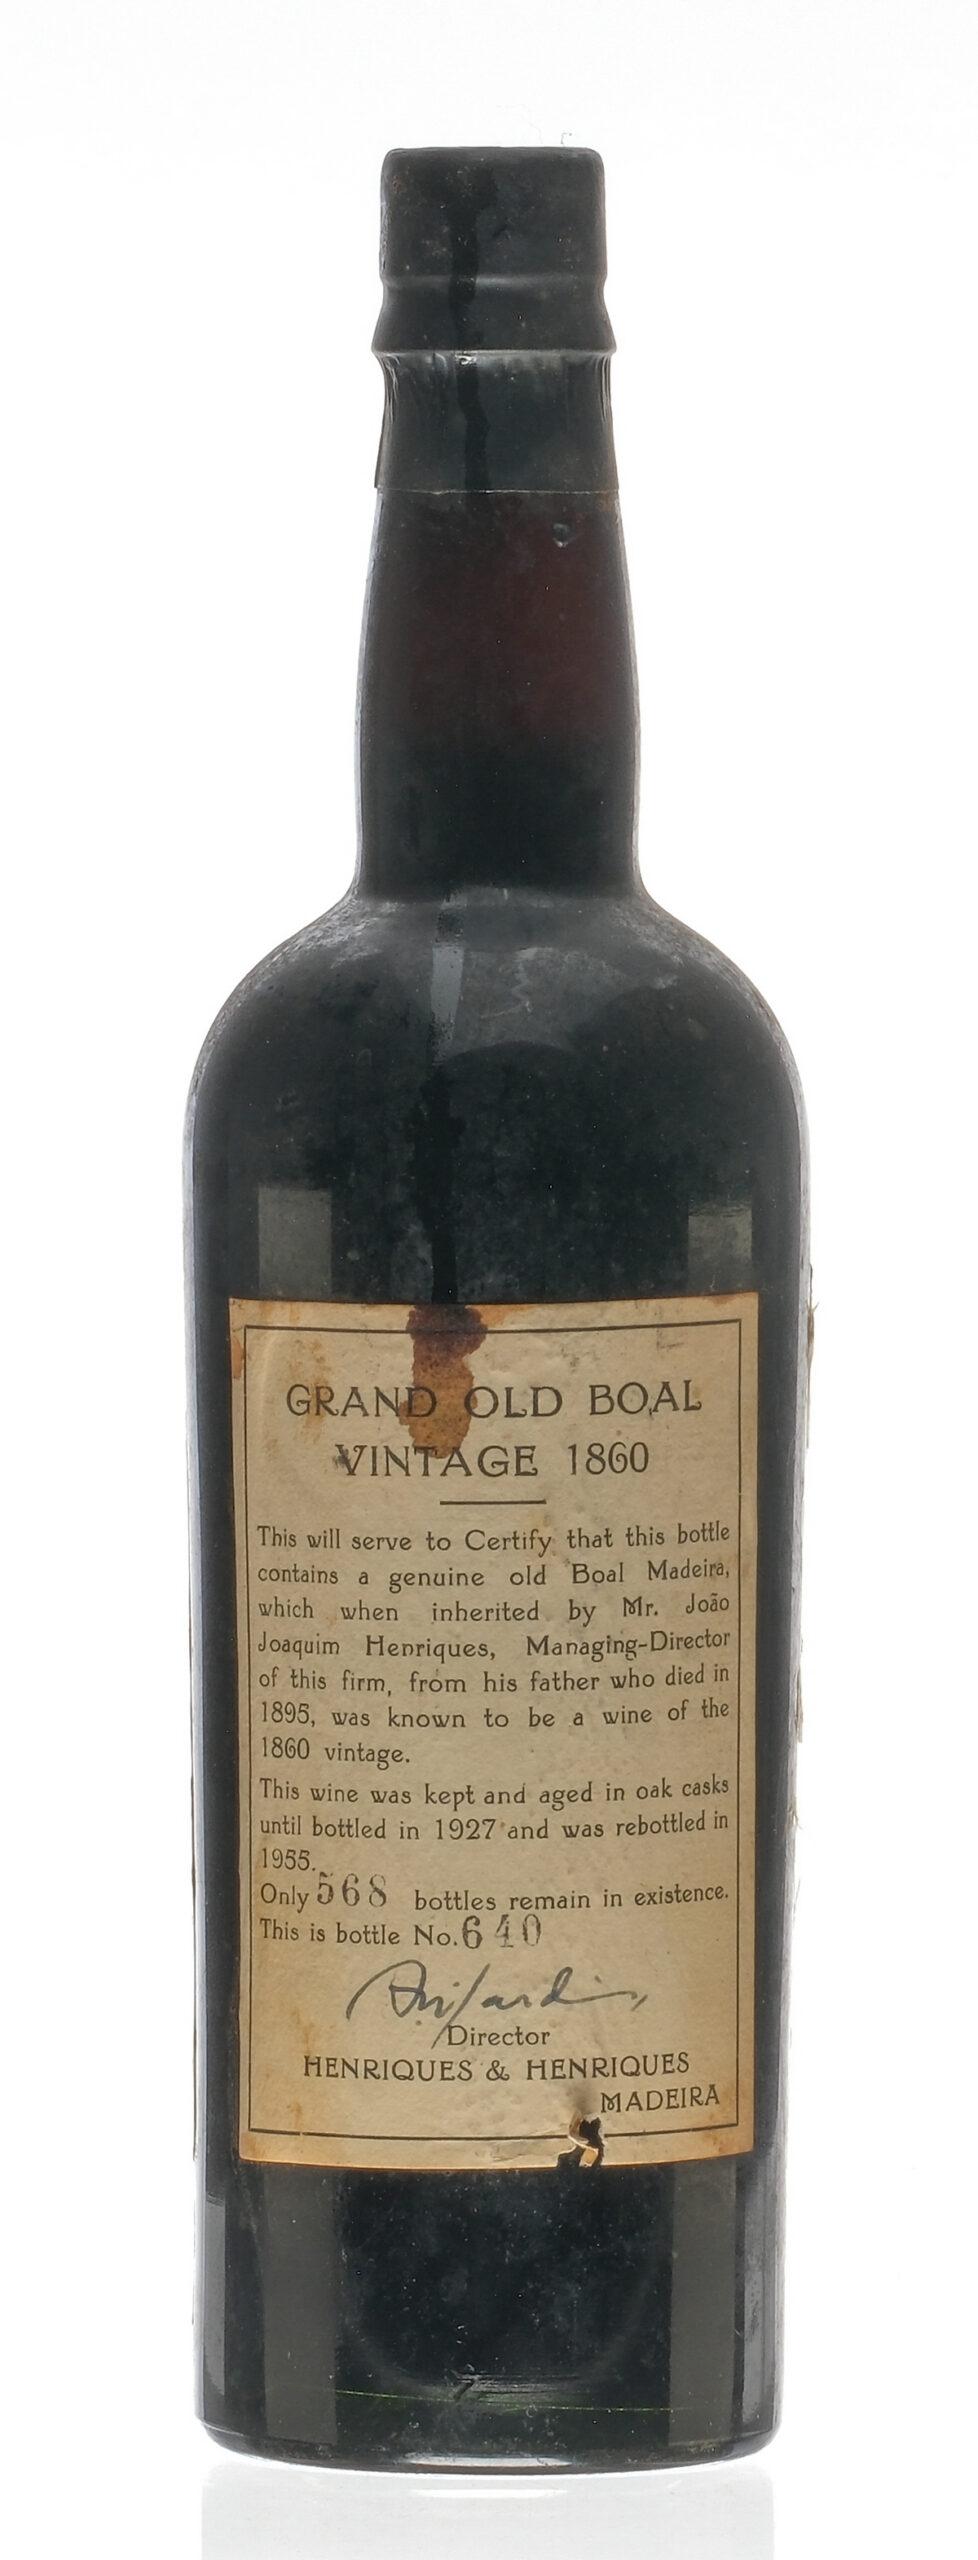 GRAND OLD BOAL
VINTAGE 1860
This will serve to Certify that this bottle
contains a genuine old Boal Madeira,
which when inherited by Mr. João
Joaquim Henriques, Managing-Director
of this firm, from his father who died in
1895, was known to be a wine of the
1860 vintage.
This wine was kept and aged in oak casks
until bottled in 1927 and was rebottled in
1955.
Only 568 bottles remain in existence.
This is bottle No. 640
Director
HENRIQUES & HENRIQUES
MADEIRA